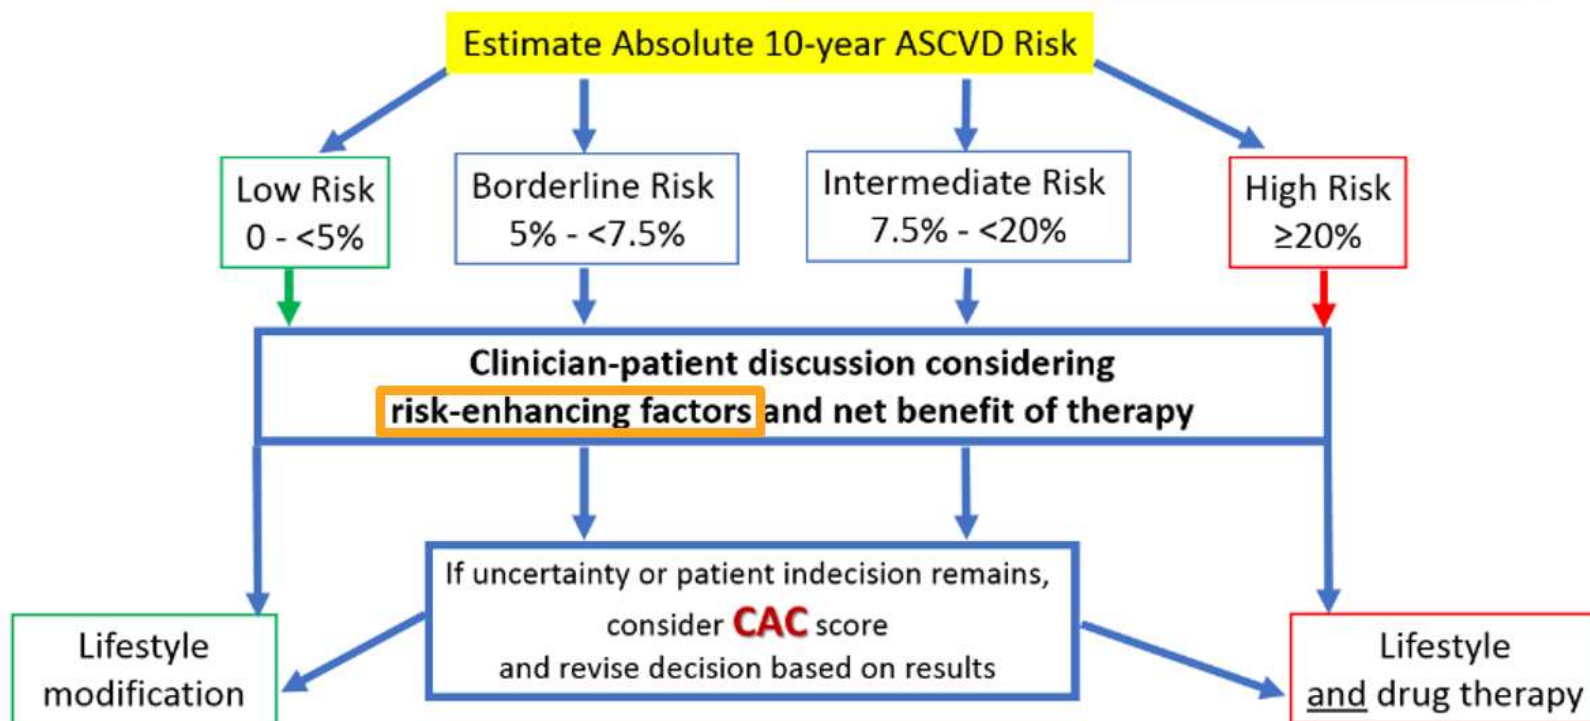 Estimate Absolute 10-year ASCVD Risk
Low Risk
0 - <5%
Borderline Risk
5% - <7.5%
Intermediate Risk
7.5% - <20%
High Risk
≥20%
Clinician-patient discussion considering
risk-enhancing factors and net benefit of therapy
If uncertainty or patient indecision remains,
consider CAC score
and revise decision based on results
Lifestyle
modification
Lifestyle
and drug therapy